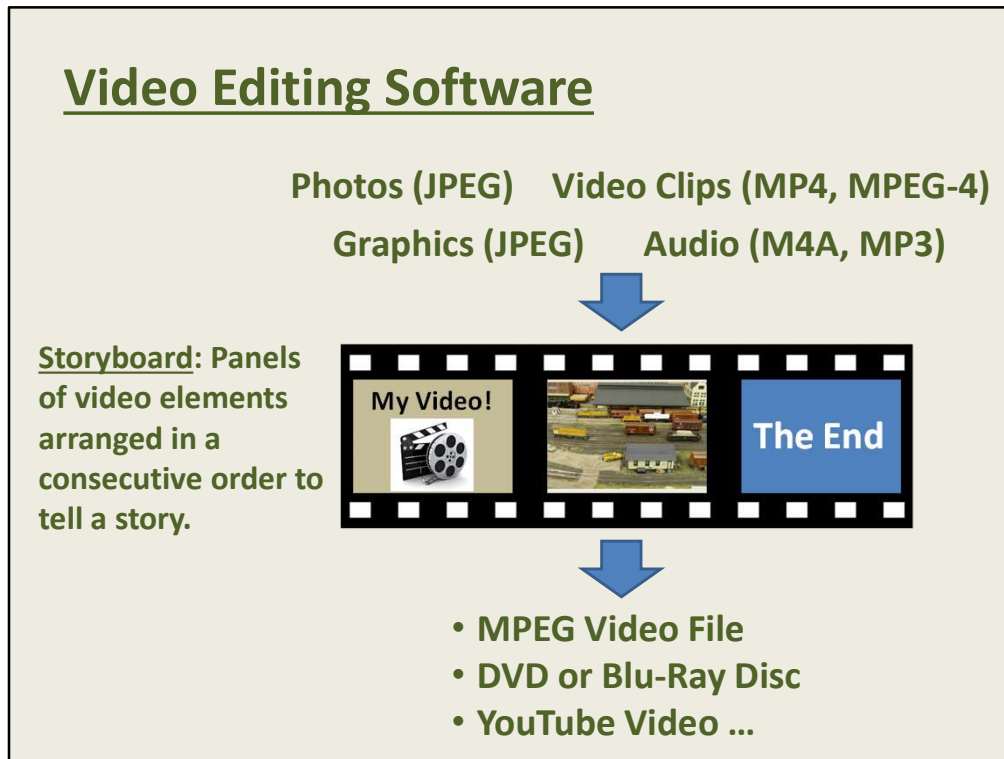 Video Editing Software
Photos (JPEG) Video Clips (MP4, MPEG-4)
Graphics (JPEG) Audio (M4A, MP3)
Storyboard: Panels
of video elements
arranged in a
consecutive order to
tell a story.
My Video!
The End
• MPEG Video File
• DVD or Blu-Ray Disc
• YouTube Video ...